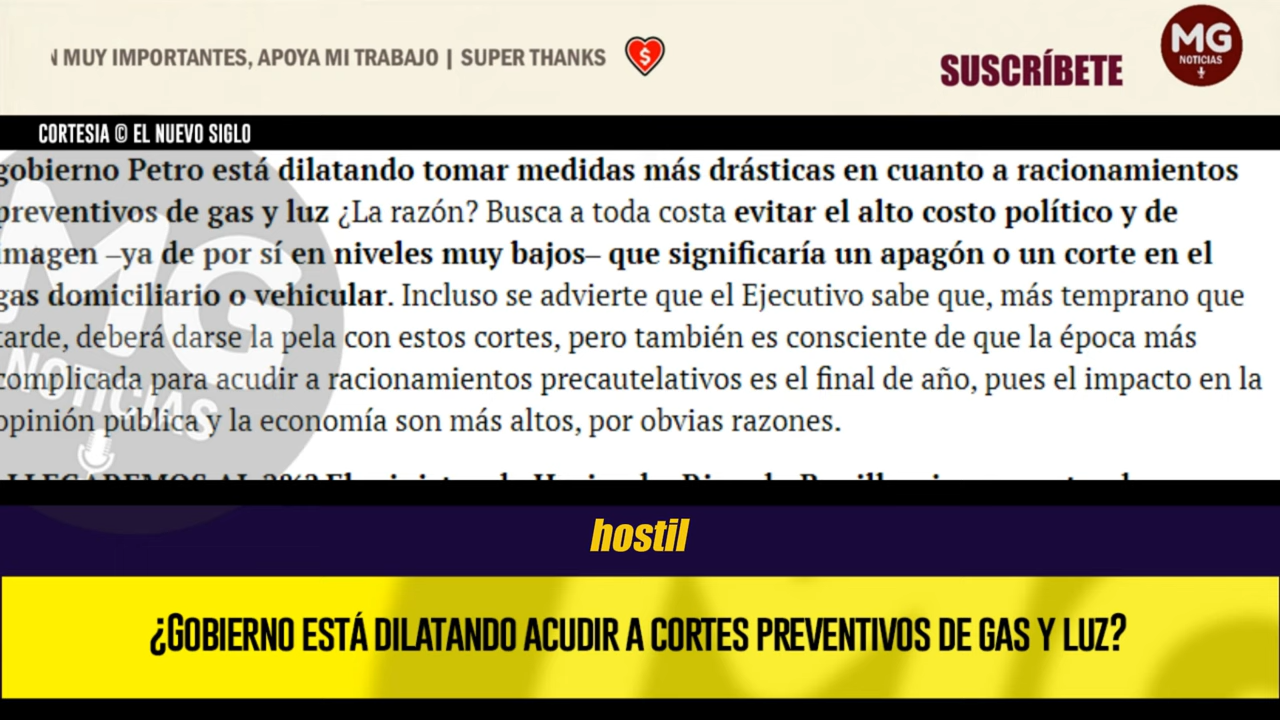 MUY IMPORTANTES, APOYA MI TRABAJO | SUPER THANKS
SUSCRÍBETE
MG
NOTICIAS
CORTESIA © EL NUEVO SIGLO
gobierno Petro está dilatando tomar medidas más drásticas en cuanto a racionamientos
preventivos de gas y luz ¿La razón? Busca a toda costa evitar el alto costo político y de
imagen –ya de por sí en niveles muy bajos– que significaría un apagón o un corte en el
gas domiciliario o vehicular. Incluso se advierte que el Ejecutivo sabe que, más temprano que
tarde, deberá darse la pela con estos cortes, pero también es consciente de que la época más
complicada para acudir a racionamientos precautelativos es el final de año, pues el impacto en la
opinión pública y la economía son más altos, por obvias razones.
MG
NOTICIAS
hostil
¿GOBIERNO ESTÁ DILATANDO ACUDIR A CORTES PREVENTIVOS DE GAS Y LUZ?